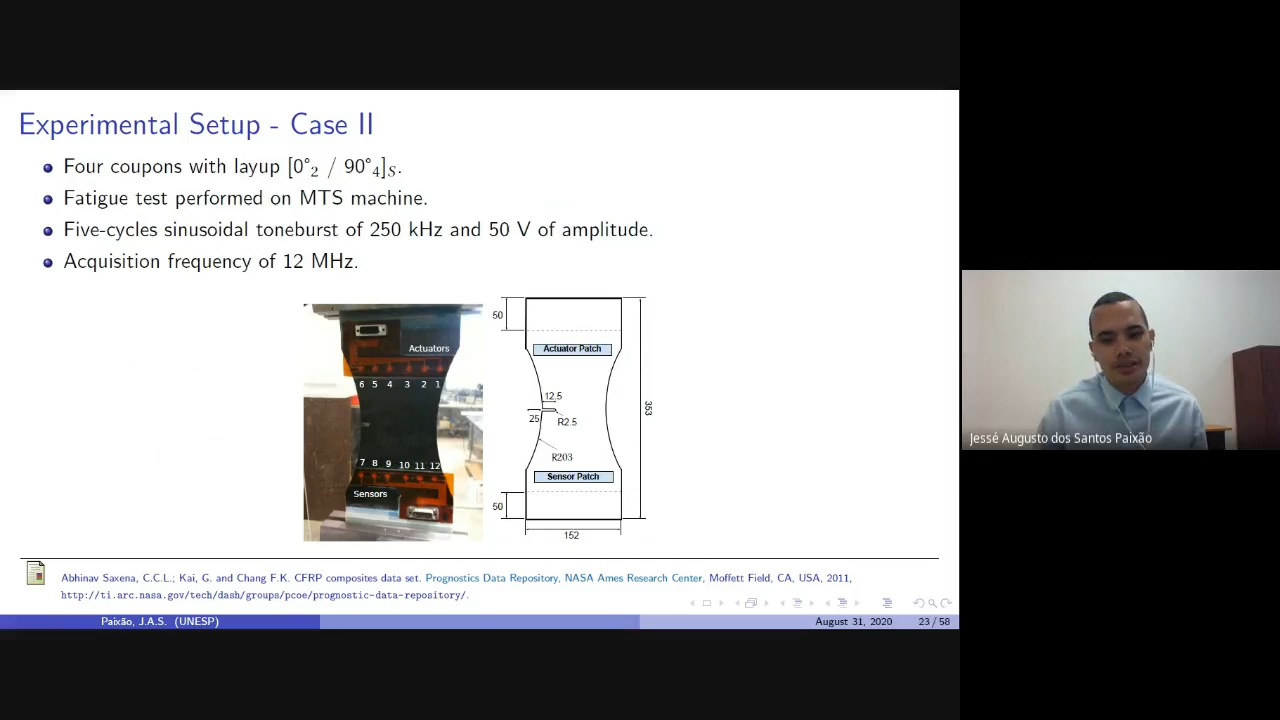 Experimental Setup - Case II
Four coupons with layup [0°₂ / 90°₄]ₛ.
Fatigue test performed on MTS machine.
Five-cycles sinusoidal toneburst of 250 kHz and 50 V of amplitude.
Acquisition frequency of 12 MHz.
Actuators
6 5 4 3 2 1
7 8 9 10 11 12
Sensors
50
Actuator Patch
12.5
25
R2.5
353
R203
Sensor Patch
50
152
Jessé Augusto dos Santos Paixão
Abhinav Saxena, C.C.L.; Kai, G. and Chang F.K. CFRP composites data set. Prognostics Data Repository, NASA Ames Research Center, Moffett Field, CA, USA, 2011,
http://ti.arc.nasa.gov/tech/dash/groups/pcoe/prognostic-data-repository/.
Paixão, J.A.S. (UNESP)
August 31, 2020
23 / 58